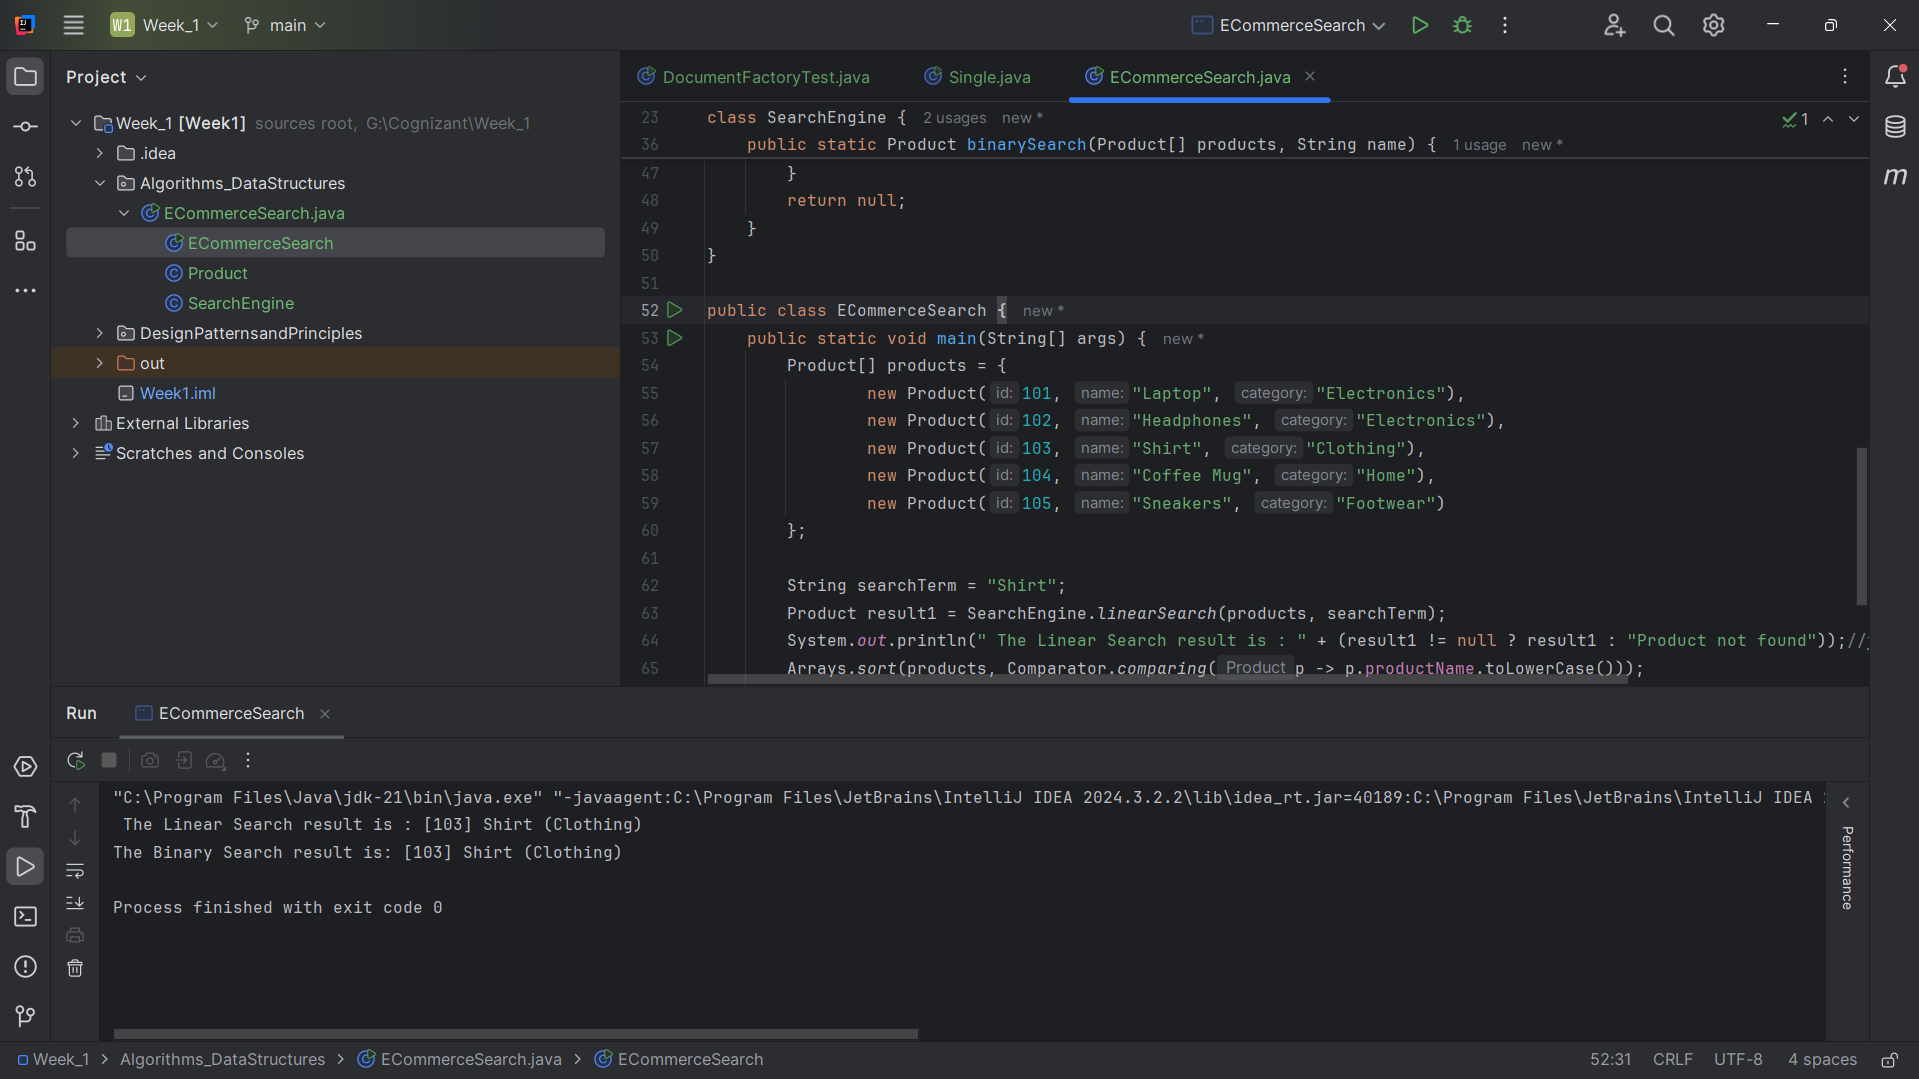 W1 Week_1 main ECommerceSearch
Project
Week_1 [Week1] sources root, G:\Cognizant\Week_1
.idea
Algorithms_DataStructures
ECommerceSearch.java
ECommerceSearch
Product
SearchEngine
DesignPatternsandPrinciples
out
Week1.iml
External Libraries
Scratches and Consoles
DocumentFactoryTest.java Single.java ECommerceSearch.java
1
23 class SearchEngine { 2 usages new *
36 public static Product binarySearch(Product[] products, String name) { 1 usage new *
47 }
48 return null;
49 }
50 }
51
52 public class ECommerceSearch { new *
53 public static void main(String[] args) { new *
54 Product[] products = {
55 new Product( id: 101, name: "Laptop", category: "Electronics"),
56 new Product( id: 102, name: "Headphones", category: "Electronics"),
57 new Product( id: 103, name: "Shirt", category: "Clothing"),
58 new Product( id: 104, name: "Coffee Mug", category: "Home"),
59 new Product( id: 105, name: "Sneakers", category: "Footwear")
60 };
61
62 String searchTerm = "Shirt";
63 Product result1 = SearchEngine.linearSearch(products, searchTerm);
64 System.out.println(" The Linear Search result is : " + (result1 != null ? result1 : "Product not found"));//
65 Arrays.sort(products, Comparator.comparing( Product p -> p.productName.toLowerCase()));
Run ECommerceSearch
"C:\Program Files\Java\jdk-21\bin\java.exe" "-javaagent:C:\Program Files\JetBrains\IntelliJ IDEA 2024.3.2.2\lib\idea_rt.jar=40189:C:\Program Files\JetBrains\IntelliJ IDEA
The Linear Search result is : [103] Shirt (Clothing)
The Binary Search result is: [103] Shirt (Clothing)
Process finished with exit code 0
Performance
Week_1 > Algorithms_DataStructures > ECommerceSearch.java > ECommerceSearch
52:31 CRLF UTF-8 4 spaces